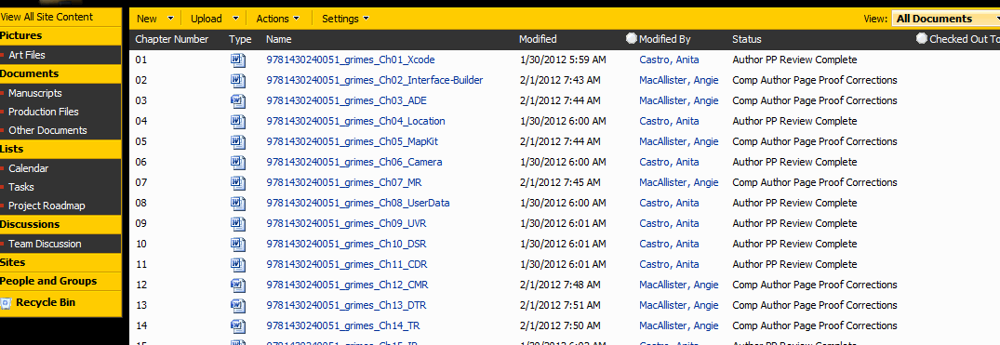 View All Site Content
Pictures
Art Files
Documents
Manuscripts
Production Files
Other Documents
Lists
Calendar
Tasks
Project Roadmap
Discussions
Team Discussion
Sites
People and Groups
Recycle Bin
New Upload Actions Settings View: All Documents
Chapter Number Type Name Modified Modified By Status Checked Out To
01 9781430240051_grimes_Ch01_Xcode 1/30/2012 5:59 AM Castro, Anita Author PP Review Complete
02 9781430240051_grimes_Ch02_Interface-Builder 2/1/2012 7:43 AM MacAllister, Angie Comp Author Page Proof Corrections
03 9781430240051_grimes_Ch03_ADE 2/1/2012 7:44 AM MacAllister, Angie Comp Author Page Proof Corrections
04 9781430240051_grimes_Ch04_Location 1/30/2012 6:00 AM Castro, Anita Author PP Review Complete
05 9781430240051_grimes_Ch05_MapKit 2/1/2012 7:44 AM MacAllister, Angie Comp Author Page Proof Corrections
06 9781430240051_grimes_Ch06_Camera 1/30/2012 6:00 AM Castro, Anita Author PP Review Complete
07 9781430240051_grimes_Ch07_MR 2/1/2012 7:45 AM MacAllister, Angie Comp Author Page Proof Corrections
08 9781430240051_grimes_Ch08_UserData 1/30/2012 6:00 AM Castro, Anita Author PP Review Complete
09 9781430240051_grimes_Ch09_UVR 1/30/2012 6:01 AM Castro, Anita Author PP Review Complete
10 9781430240051_grimes_Ch10_DSR 1/30/2012 6:01 AM Castro, Anita Author PP Review Complete
11 9781430240051_grimes_Ch11_CDR 1/30/2012 6:01 AM Castro, Anita Author PP Review Complete
12 9781430240051_grimes_Ch12_CMR 2/1/2012 7:48 AM MacAllister, Angie Comp Author Page Proof Corrections
13 9781430240051_grimes_Ch13_DTR 2/1/2012 7:51 AM MacAllister, Angie Comp Author Page Proof Corrections
14 9781430240051_grimes_Ch14_TR 2/1/2012 7:50 AM MacAllister, Angie Comp Author Page Proof Corrections